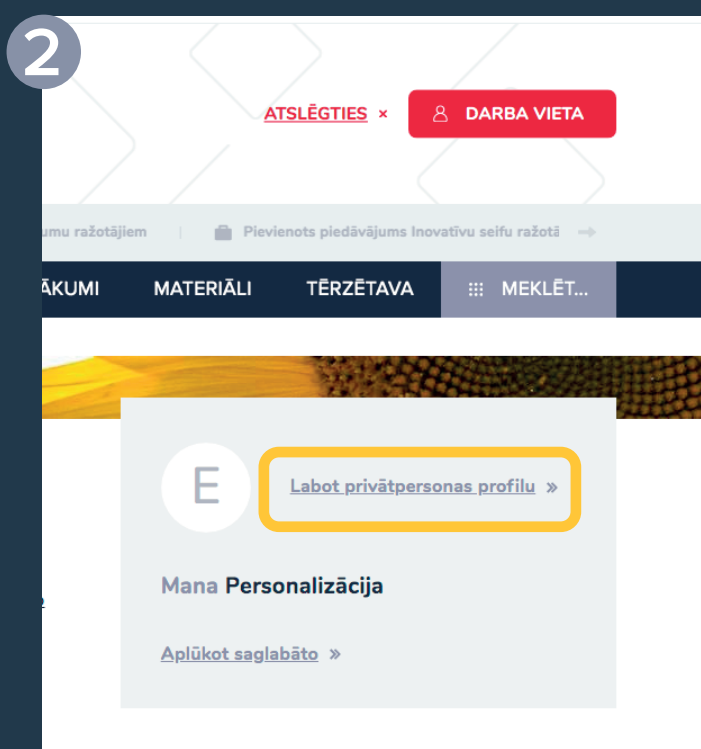 2
ATSLĒGTIES ×
DARBA VIETA
umu ražotājiem | Pievienots piedāvājums Inovatīvu seifu ražotā
ĀKUMI MATERIĀLI TĒRZĒTAVA MEKLĒT...
E
Labot privātpersonas profilu »
Mana Personalizācija
Aplūkot saglabāto »